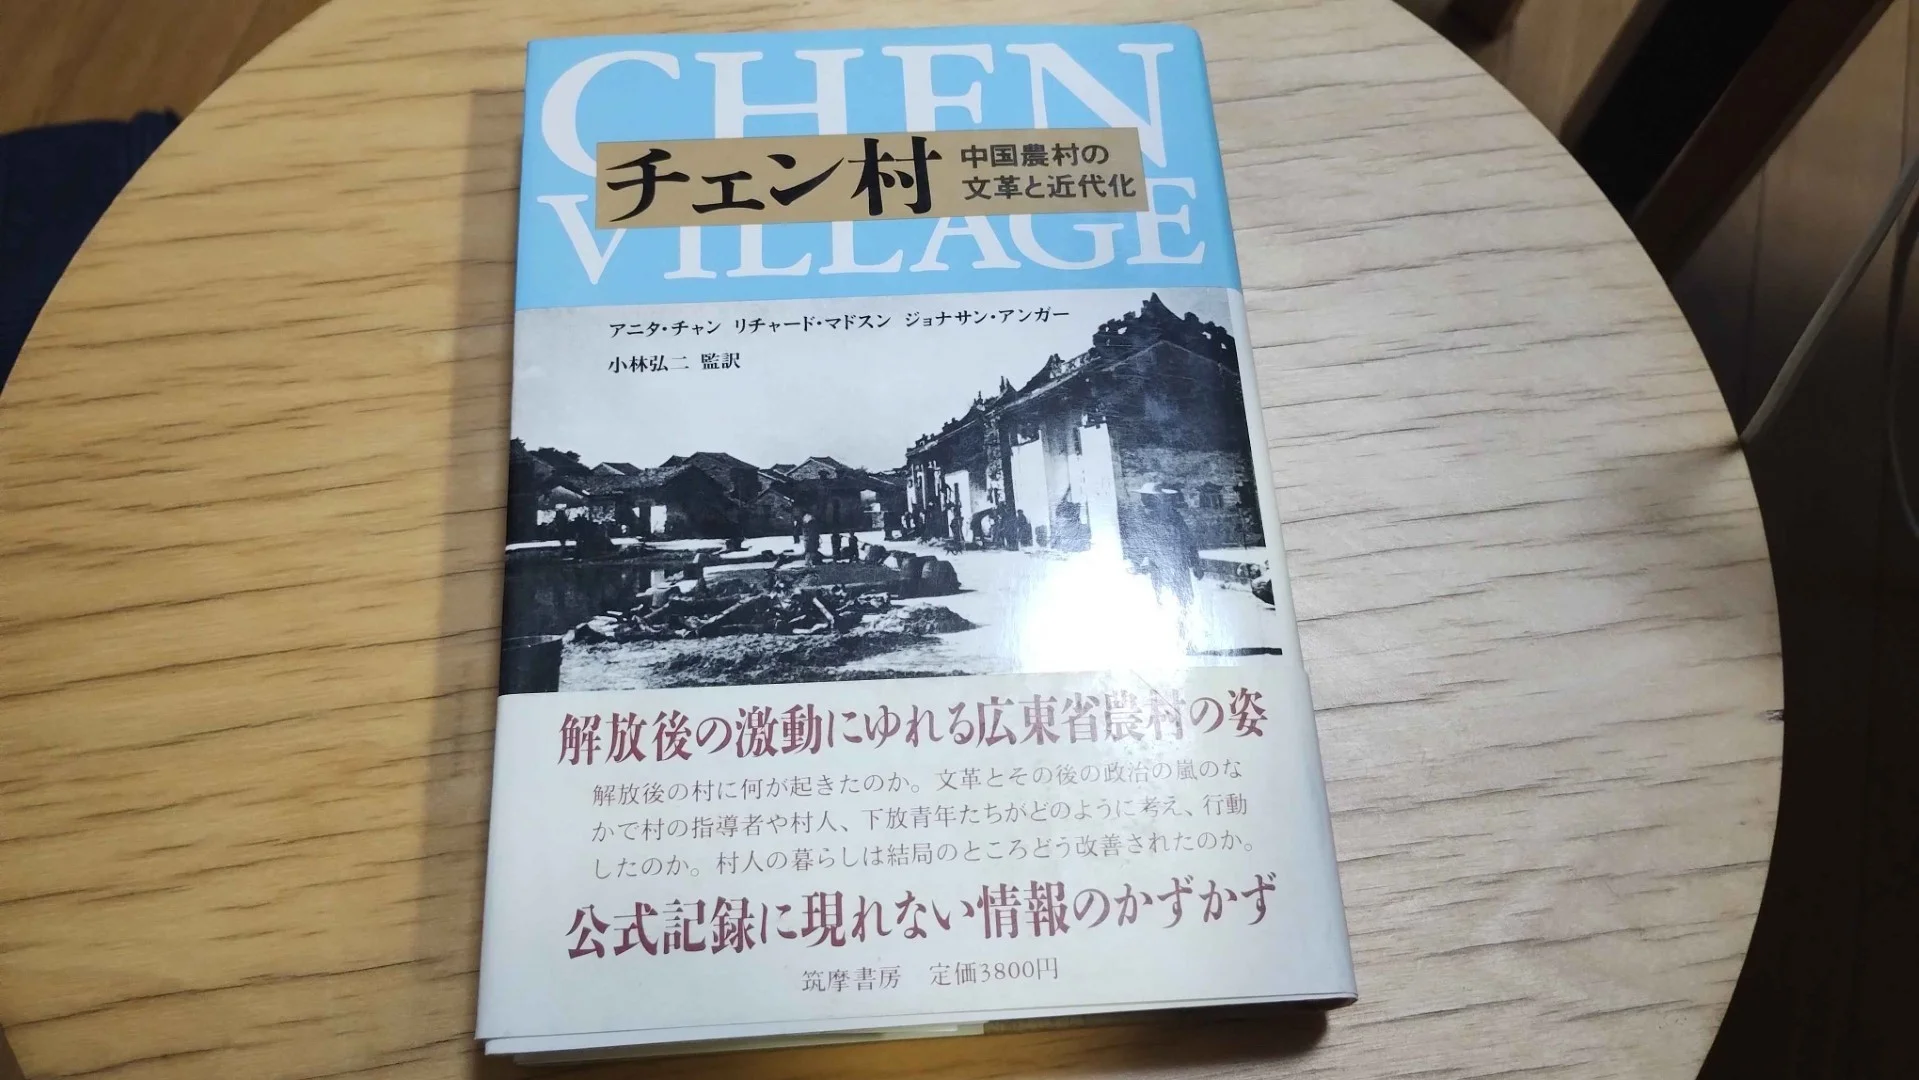 CHEN
チェン村
中国農村の
文革と近代化
VILLAGE
アニタ・チャン リチャード・マドスン ジョナサン・アンガー
小林弘二 監訳
解放後の激動にゆれる広東省農村の姿
解放後の村に何が起きたのか。文革とその後の政治の嵐のな
かで村の指導者や村人、下放青年たちがどのように考え、行動
したのか。村人の暮らしは結局のところどう改善されたのか。
公式記録に現れない情報のかずかず
筑摩書房 定価3800円